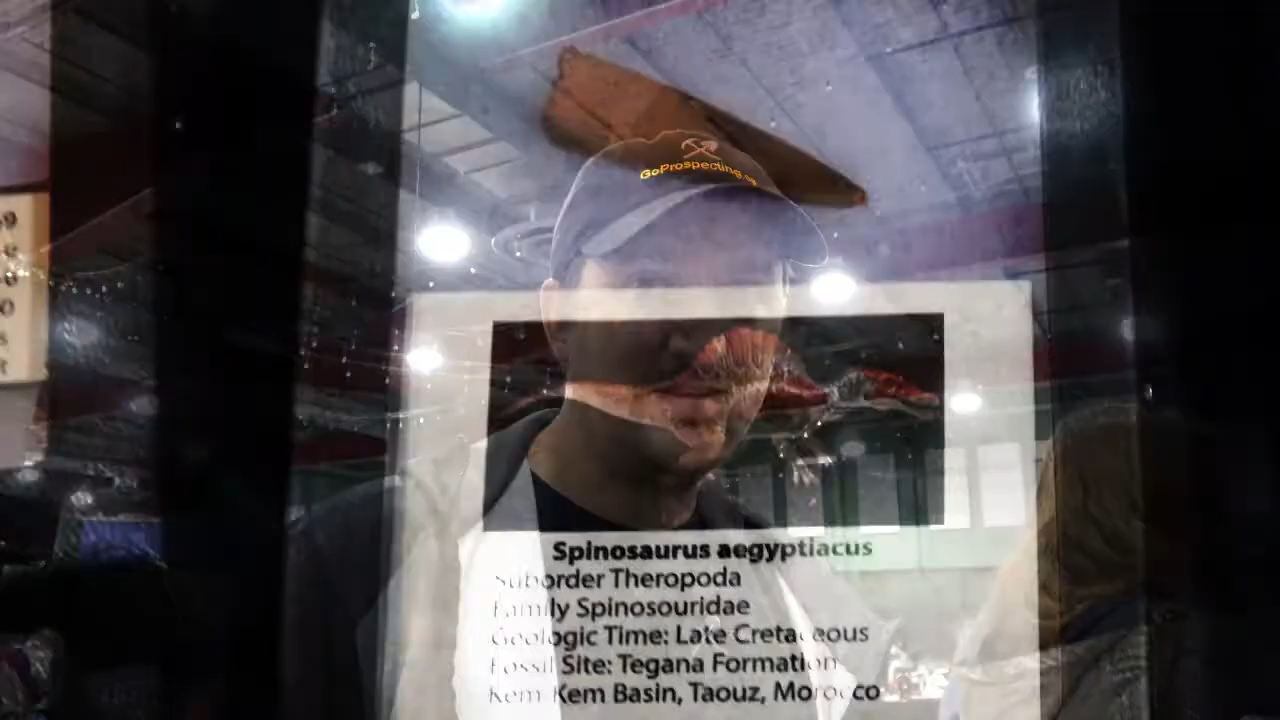 GoProspecting
Spinosaurus aegyptiacus
Suborder Theropoda
Family Spinosouridae
Geologic Time: Late Cretaceous
Fossil Site: Tegana Formation
Kem Kem Basin, Taouz, Morocco